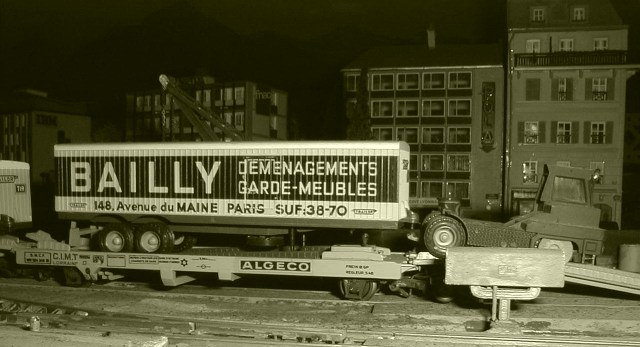 BAILLY
DEMENAGEMENTS
GARDE-MEUBLES
148, Avenue du MAINE PARIS SUF:38-70
C.I.M.T.
ALGECO